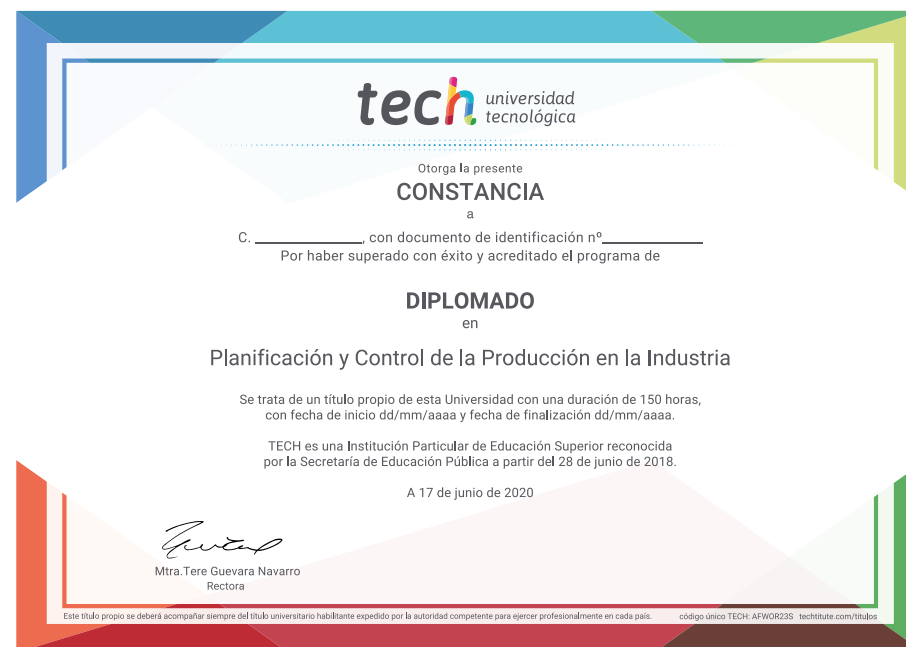 tech universidad
tecnológica
Otorga la presente
CONSTANCIA
a
C. ____________, con documento de identificación nº____________
Por haber superado con éxito y acreditado el programa de
DIPLOMADO
en
Planificación y Control de la Producción en la Industria
Se trata de un título propio de esta Universidad con una duración de 150 horas,
con fecha de inicio dd/mm/aaaa y fecha de finalización dd/mm/aaaa.
TECH es una Institución Particular de Educación Superior reconocida
por la Secretaría de Educación Pública a partir del 28 de junio de 2018.
A 17 de junio de 2020
Mtra.Tere Guevara Navarro
Rectora
Este título propio se deberá acompañar siempre del título universitario habilitante expedido por la autoridad competente para ejercer profesionalmente en cada país. código único TECH: AFWOR23S techtitute.com/titulos